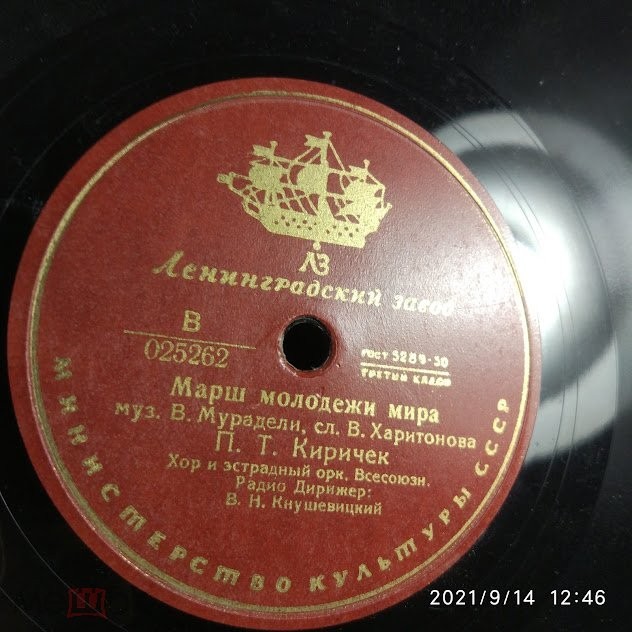 ЛЗ
Ленинградский завод
В
025262
ГОСТ 5289-50
ТРЕТИЙ КЛАСС
Марш молодежи мира
муз. В. Мурадели, сл. В. Харитонова
П. Т. Киричек
Хор и эстрадный орк. Всесоюзн.
Радио Дирижер:
В. Н. Кнушевицкий
МИНИСТЕРСТВО КУЛЬТУРЫ СССР
2021/9/14 12:46